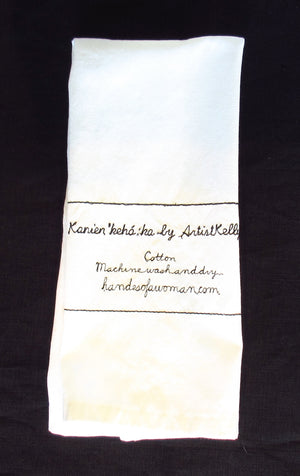 Kanien'kehá:ka by ArtistKelly
Cotton
Machine wash and dry
handsofawoman.com